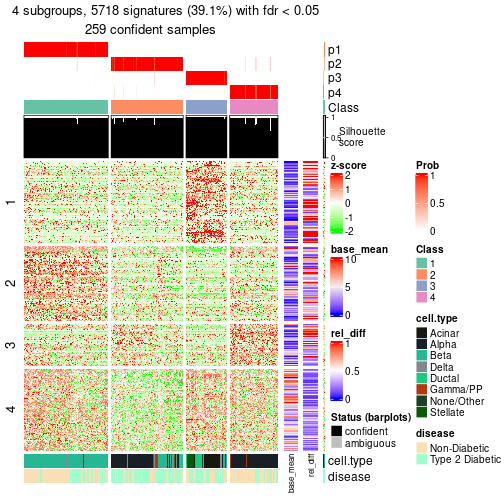 4 subgroups, 5718 signatures (39.1%) with fdr < 0.05
259 confident samples
p1
p2
p3
p4
Class
1
0.5
0
Silhouette
score
1
2
3
4
base_mean
rel_diff
cell.type
disease
z-score
2
1
0
-1
-2
base_mean
10
5
0
rel_diff
1
0.5
0
Status (barplots)
confident
ambiguous
Prob
1
0.5
0
Class
1
2
3
4
cell.type
Acinar
Alpha
Beta
Delta
Ductal
Gamma/PP
None/Other
Stellate
disease
Non-Diabetic
Type 2 Diabetic